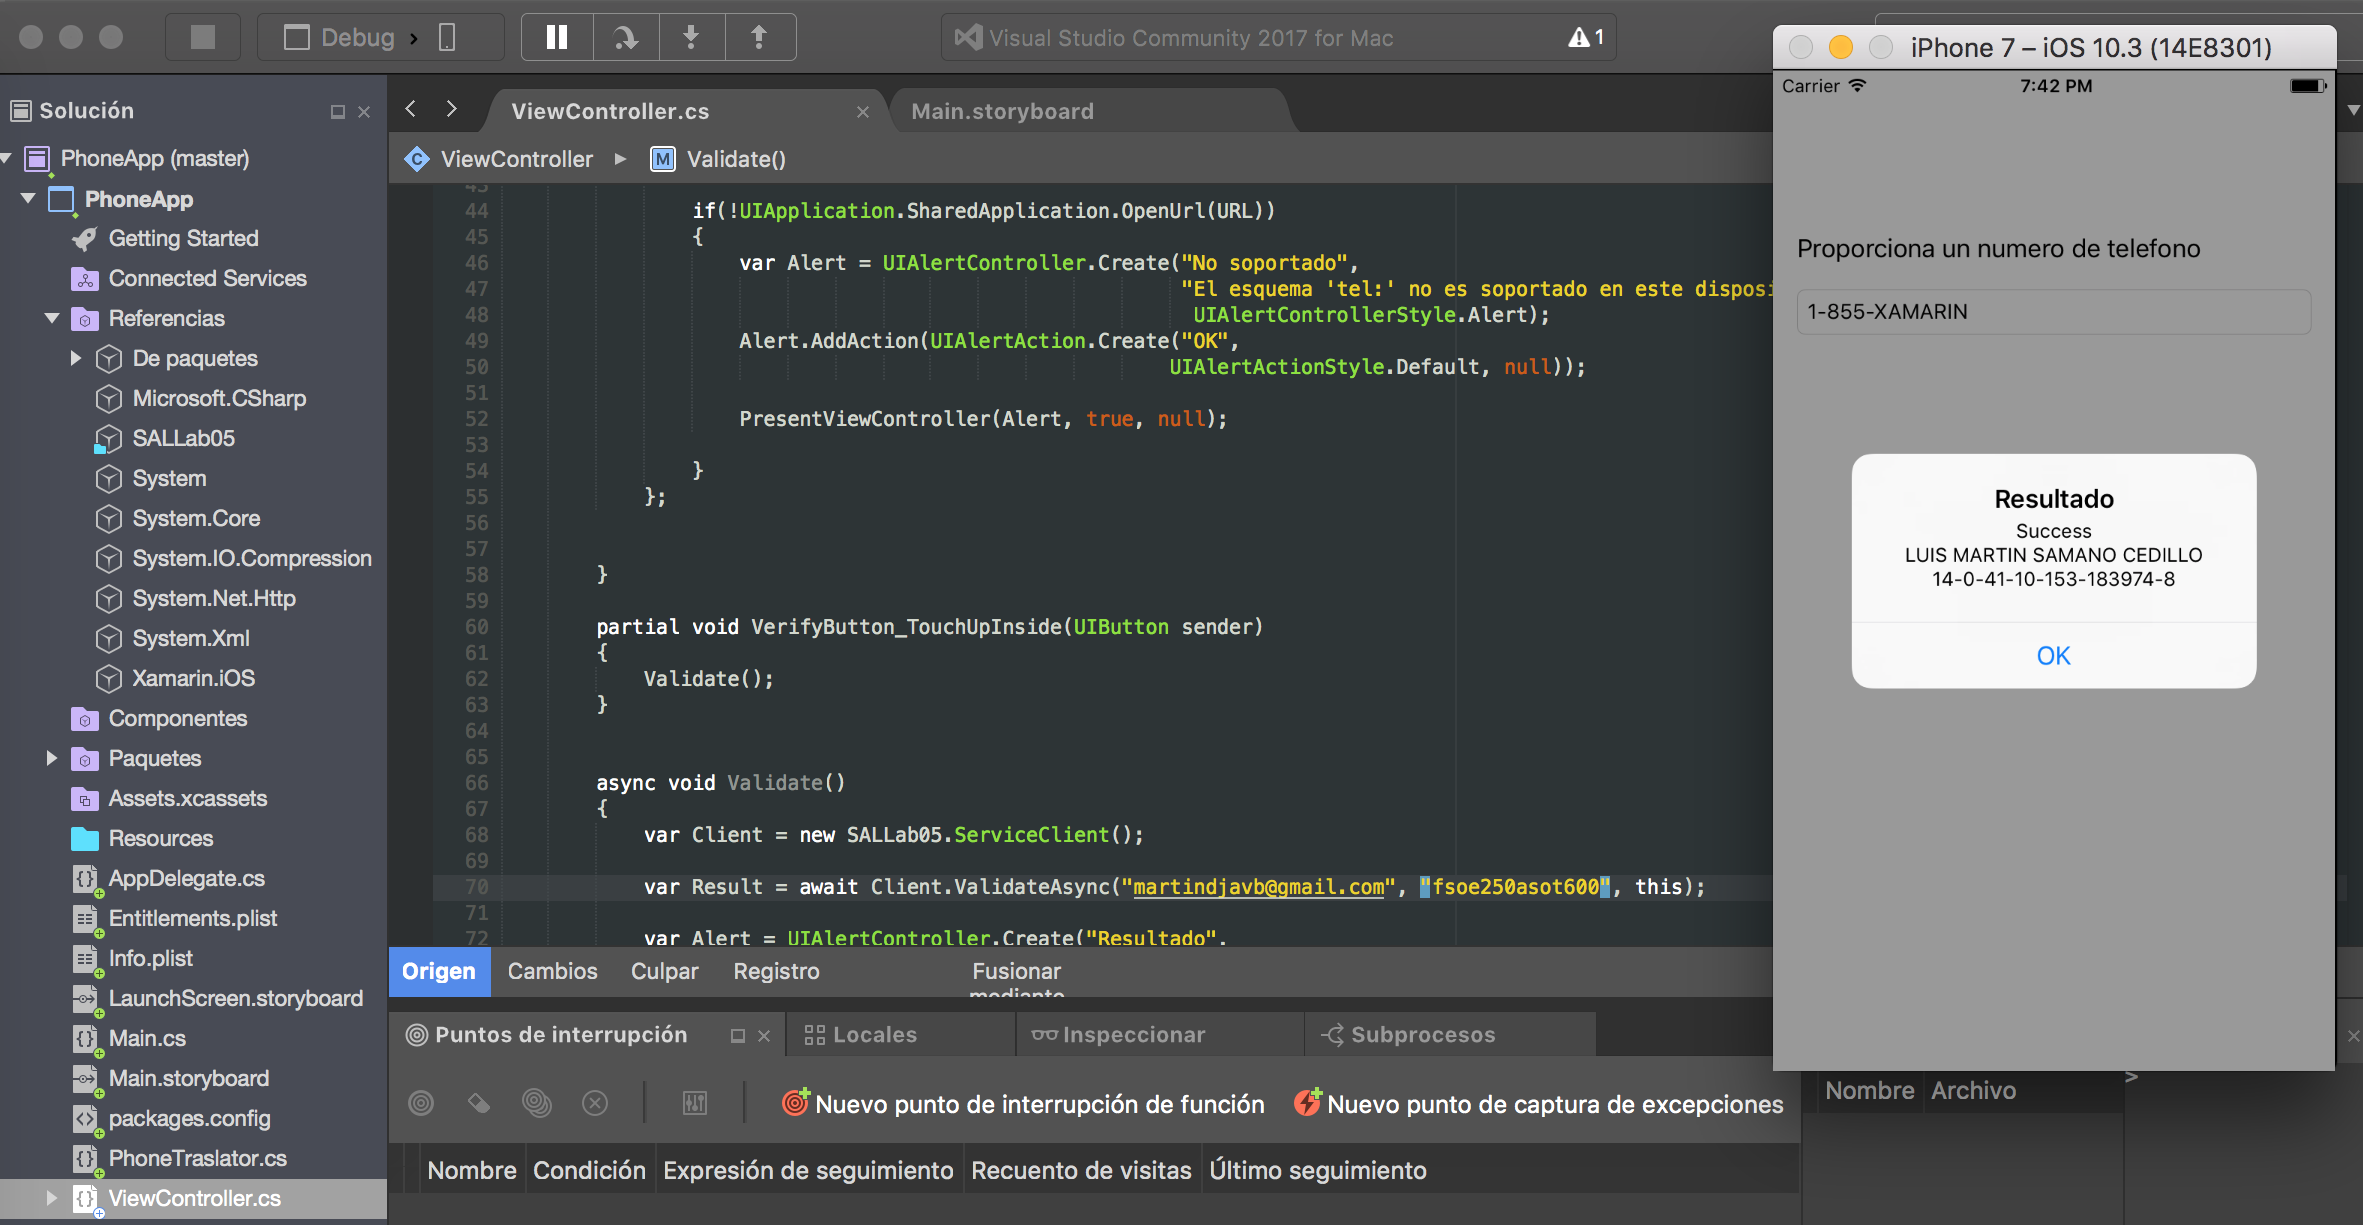 Debug
Visual Studio Community 2017 for Mac
1
Solución
PhoneApp (master)
PhoneApp
Getting Started
Connected Services
Referencias
De paquetes
Microsoft.CSharp
SALLab05
System
System.Core
System.IO.Compression
System.Net.Http
System.Xml
Xamarin.iOS
Componentes
Paquetes
Assets.xcassets
Resources
AppDelegate.cs
Entitlements.plist
Info.plist
LaunchScreen.storyboard
Main.cs
Main.storyboard
packages.config
PhoneTraslator.cs
ViewController.cs
ViewController.cs
Main.storyboard
ViewController
M Validate()
43
44 if(!UIApplication.SharedApplication.OpenUrl(URL))
45 {
46 var Alert = UIAlertController.Create("No soportado",
47 "El esquema 'tel:' no es soportado en este disposi
48 UIAlertControllerStyle.Alert);
49 Alert.AddAction(UIAlertAction.Create("OK",
50 UIAlertActionStyle.Default, null));
51
52 PresentViewController(Alert, true, null);
53
54 }
55 };
56
57
58 }
59
60 partial void VerifyButton_TouchUpInside(UIButton sender)
61 {
62 Validate();
63 }
64
65
66 async void Validate()
67 {
68 var Client = new SALLab05.ServiceClient();
69
70 var Result = await Client.ValidateAsync("martindjavb@gmail.com", "fsoe250asot600", this);
71
72 var Alert = UIAlertController.Create("Resultado",
Origen Cambios Culpar Registro Fusionar
mediante
Puntos de interrupción
Locales
Inspeccionar
Subprocesos
Nuevo punto de interrupción de función
Nuevo punto de captura de excepciones
Nombre Condición Expresión de seguimiento Recuento de visitas Último seguimiento
iPhone 7 – iOS 10.3 (14E8301)
Carrier 7:42 PM
Proporciona un numero de telefono
1-855-XAMARIN
Resultado
Success
LUIS MARTIN SAMANO CEDILLO
14-0-41-10-153-183974-8
OK
Nombre Archivo
>